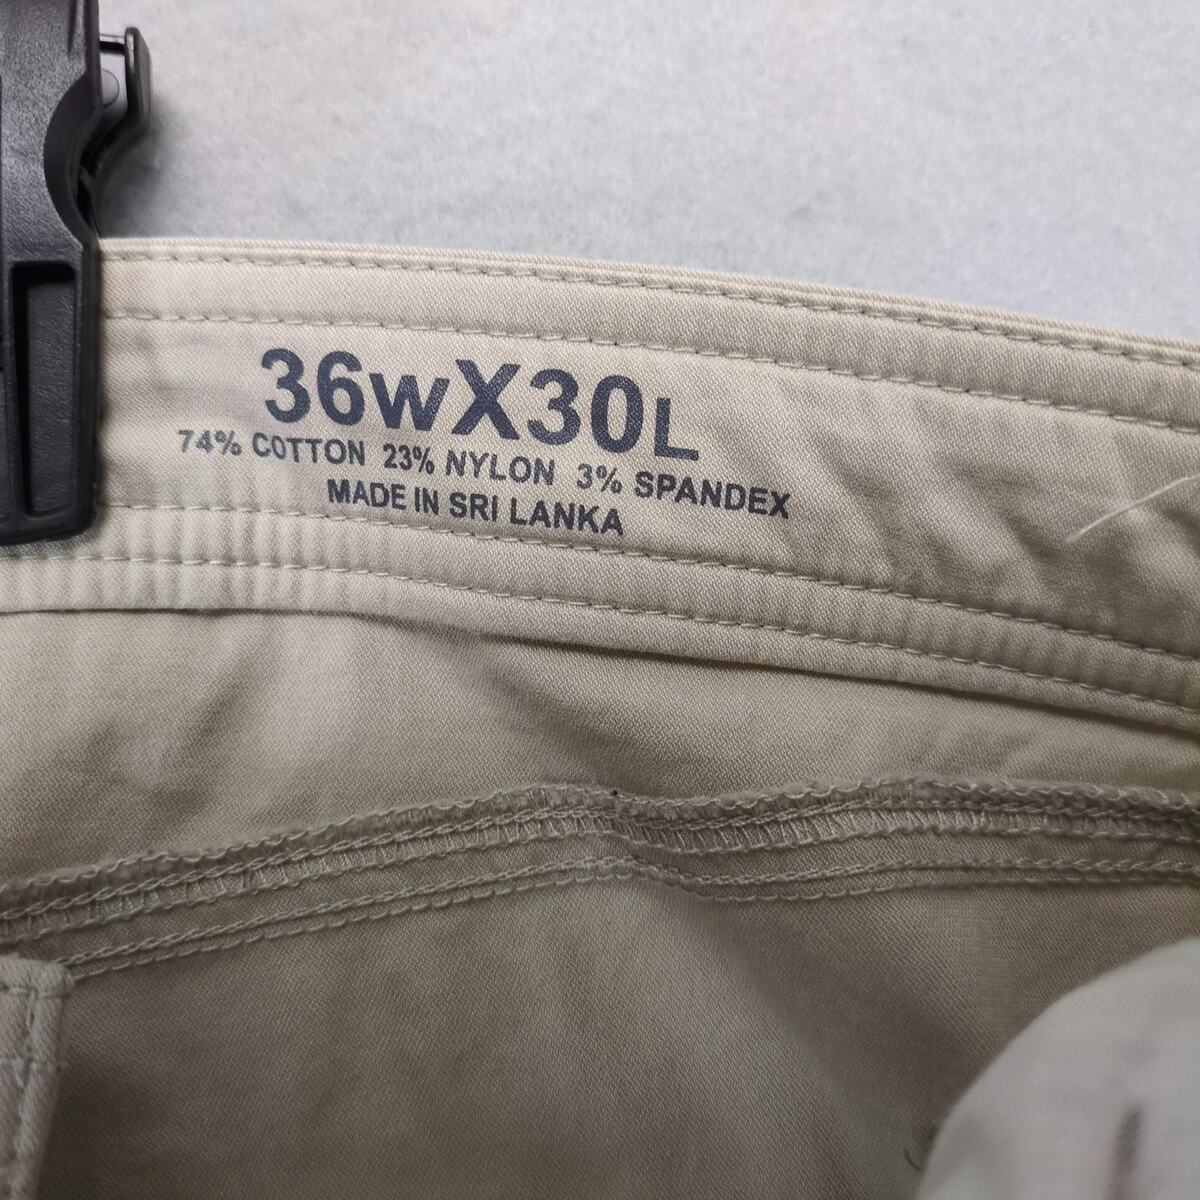 36wX30L
74% COTTON 23% NYLON 3% SPANDEX
MADE IN SRI LANKA